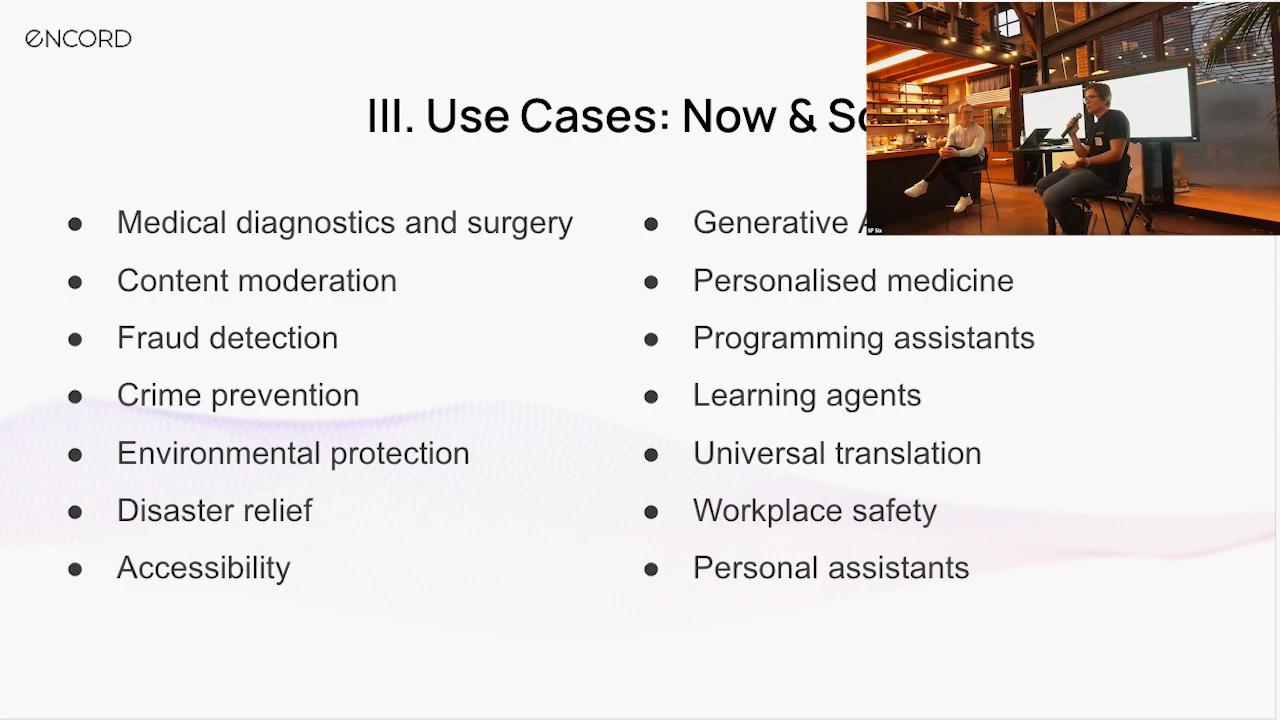 eNCORD
III. Use Cases: Now & So
Medical diagnostics and surgery
Content moderation
Fraud detection
Crime prevention
Environmental protection
Disaster relief
Accessibility
Generative
Personalised medicine
Programming assistants
Learning agents
Universal translation
Workplace safety
Personal assistants